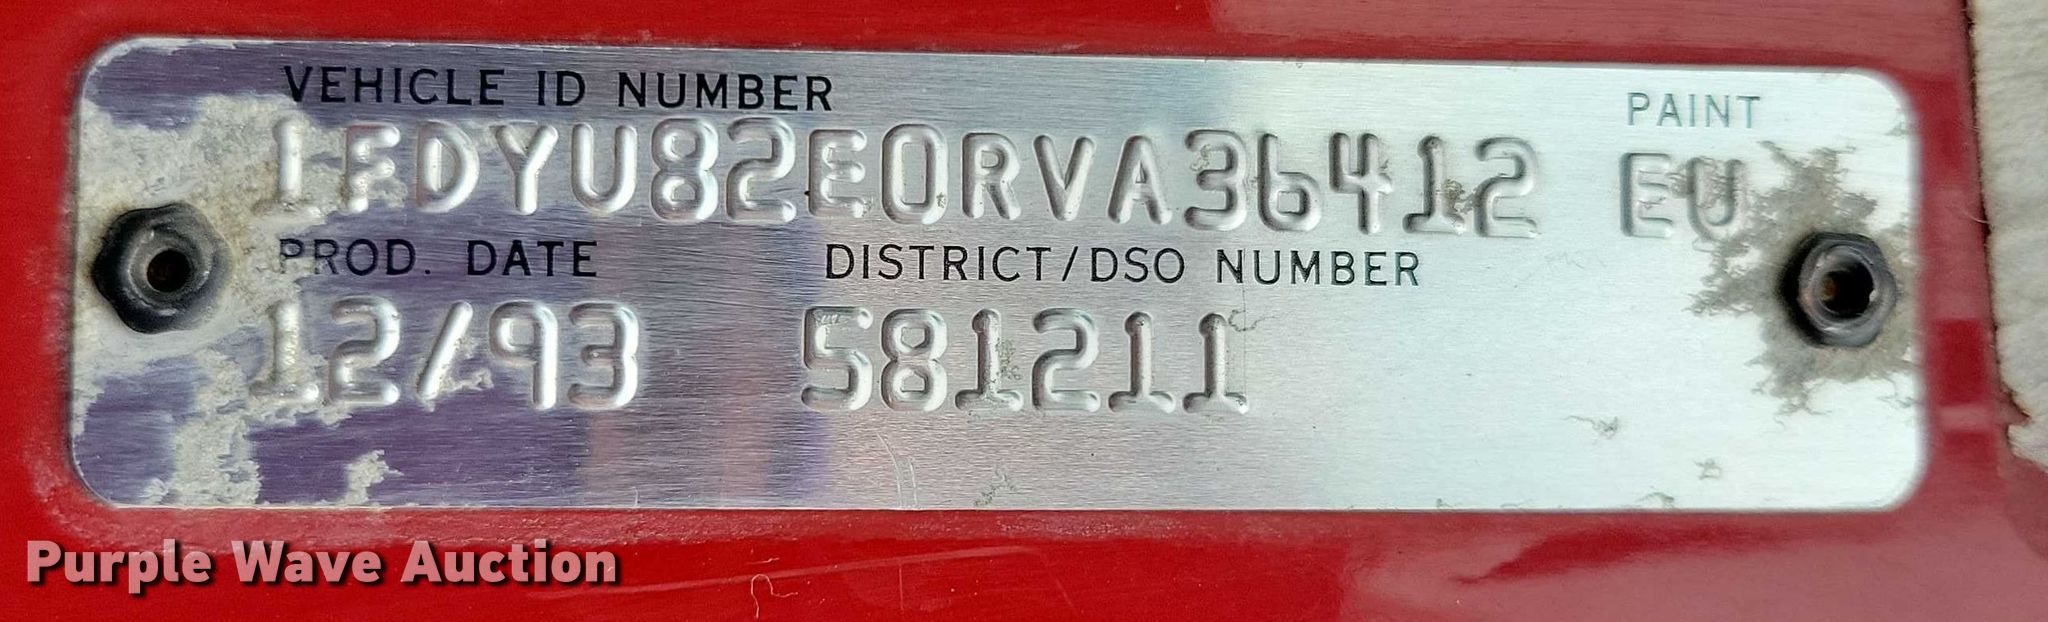 VEHICLE ID NUMBER PAINT
1FDYU82E0RVA36412 EU
PROD. DATE DISTRICT/DSO NUMBER
12/93 581211
Purple Wave Auction